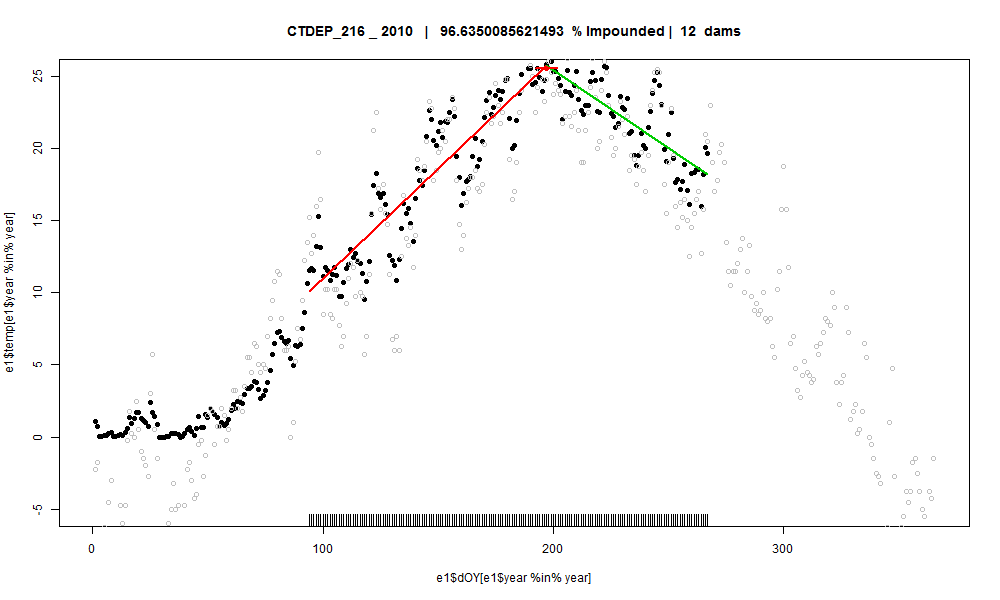 CTDEP_216 _ 2010 | 96.6350085621493 % Impounded | 12 dams
e1$temp[e1$year %in% year]
25
20
15
10
5
0
-5
0 100 200 300
e1$dOY[e1$year %in% year]